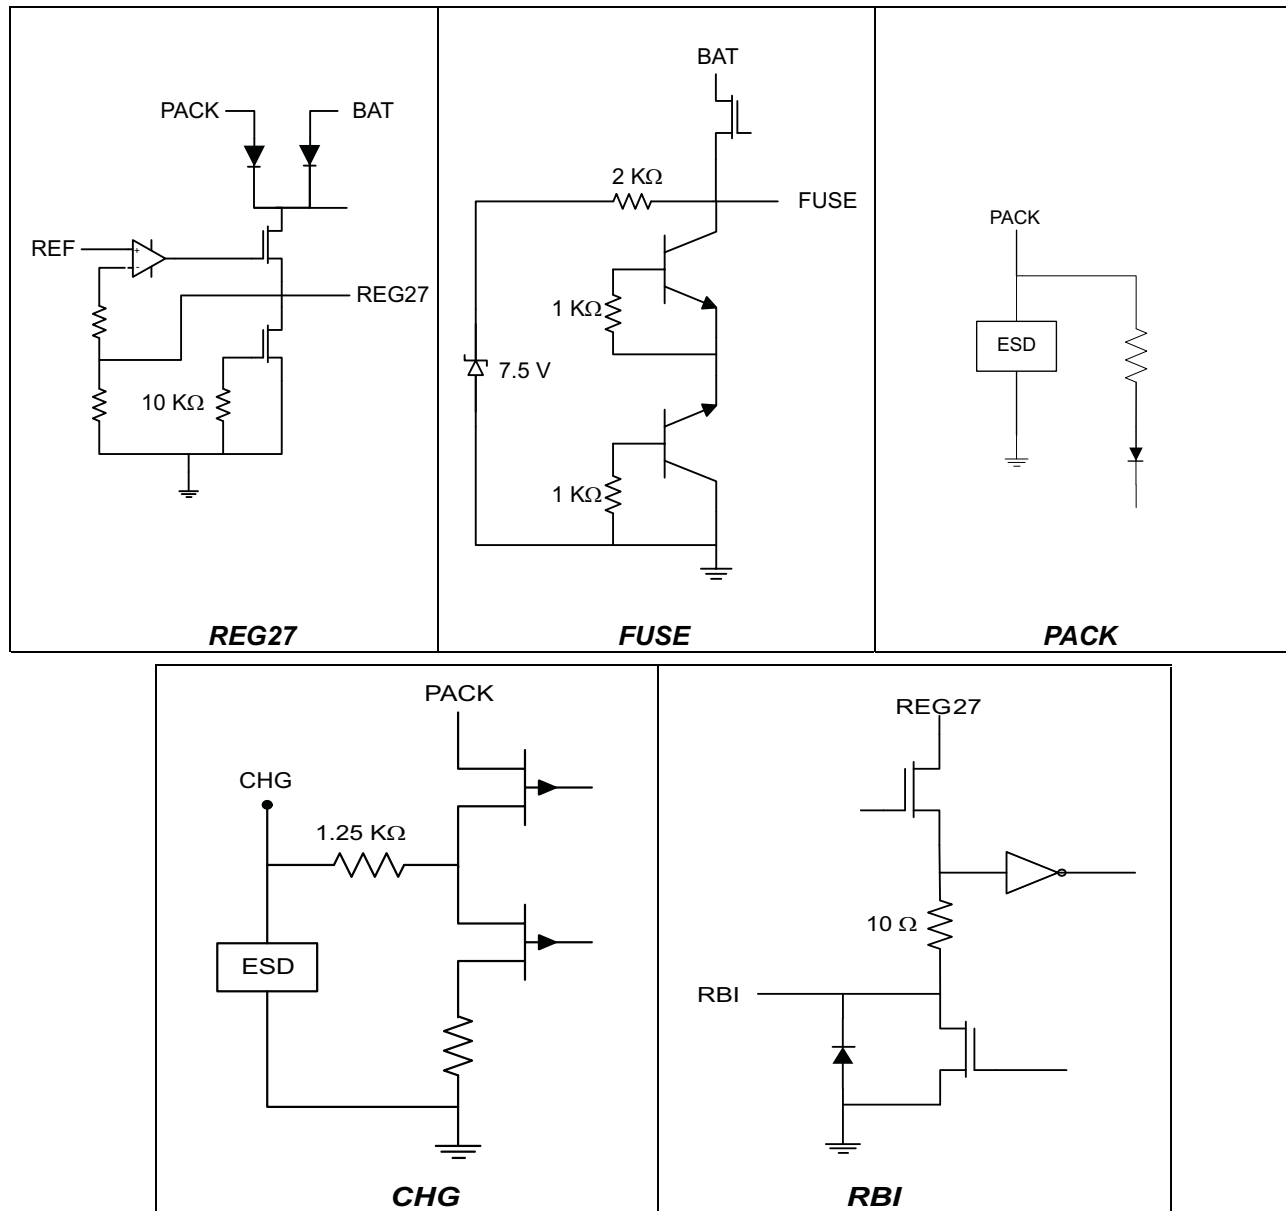 PACK
BAT
REF
+
-
REG27
10 KΩ
REG27
BAT
2 KΩ
FUSE
1 KΩ
7.5 V
1 KΩ
FUSE
PACK
ESD
PACK
PACK
CHG
1.25 KΩ
ESD
CHG
REG27
10 Ω
RBI
RBI